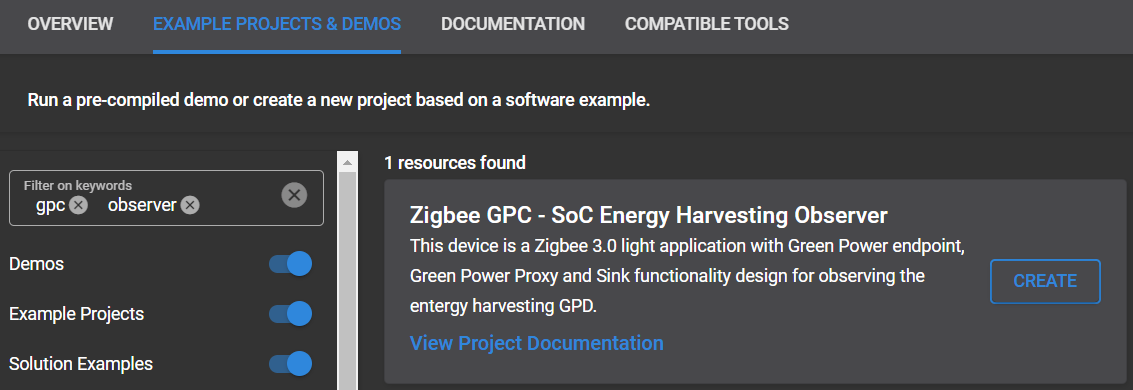 OVERVIEW EXAMPLE PROJECTS & DEMOS DOCUMENTATION COMPATIBLE TOOLS
Run a pre-compiled demo or create a new project based on a software example.
Filter on keywords
gpc observer
Demos
Example Projects
Solution Examples
1 resources found
Zigbee GPC - SoC Energy Harvesting Observer
This device is a Zigbee 3.0 light application with Green Power endpoint,
Green Power Proxy and Sink functionality design for observing the
entergy harvesting GPD.
View Project Documentation
CREATE